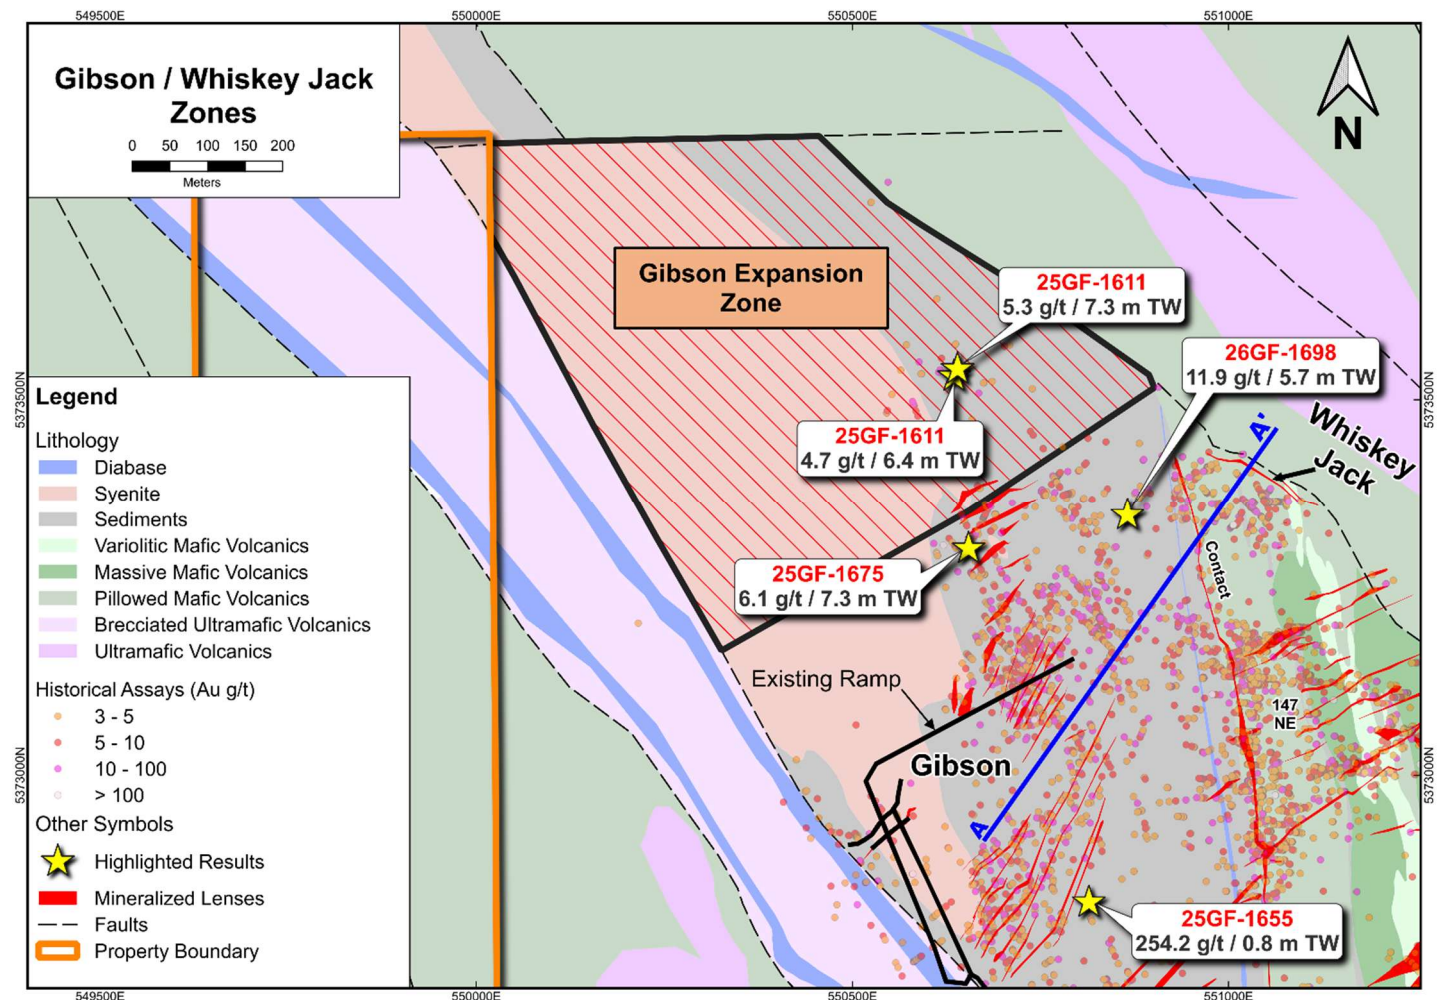 549500E
550000E
550500E
551000E
Gibson / Whiskey Jack
Zones
0 50 100 150 200
Meters
N
Gibson Expansion
Zone
25GF-1611
5.3 g/t / 7.3 m TW
26GF-1698
11.9 g/t / 5.7 m TW
25GF-1611
4.7 g/t / 6.4 m TW
25GF-1675
6.1 g/t / 7.3 m TW
5373500N
5373500N
A'
Whiskey
Jack
Contact
Legend
Lithology
Diabase
Syenite
Sediments
Variolitic Mafic Volcanics
Massive Mafic Volcanics
Pillowed Mafic Volcanics
Brecciated Ultramafic Volcanics
Ultramafic Volcanics
Historical Assays (Au g/t)
3 - 5
5 - 10
10 - 100
> 100
Other Symbols
Highlighted Results
Mineralized Lenses
Faults
Property Boundary
Existing Ramp
147
NE
Gibson
5373000N
5373000N
A
25GF-1655
254.2 g/t / 0.8 m TW
549500E
550000E
550500E
551000E